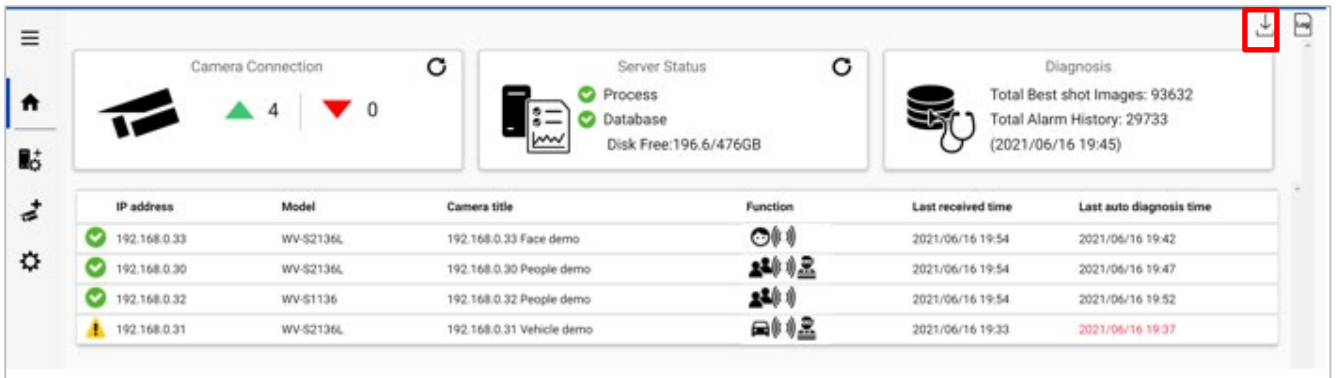 Log
Camera Connection
4
0
Server Status
Process
Database
Disk Free:196.6/476GB
Diagnosis
Total Best shot Images: 93632
Total Alarm History: 29733
(2021/06/16 19:45)
IP address Model Camera title Function Last received time Last auto diagnosis time
192.168.0.33 WV-S2136L 192.168.0.33 Face demo 2021/06/16 19:54 2021/06/16 19:42
192.168.0.30 WV-S2136L 192.168.0.30 People demo 2021/06/16 19:54 2021/06/16 19:47
192.168.0.32 WV-S1136 192.168.0.32 People demo 2021/06/16 19:54 2021/06/16 19:52
192.168.0.31 WV-S2136L 192.168.0.31 Vehicle demo 2021/06/16 19:33 2021/06/16 19:37